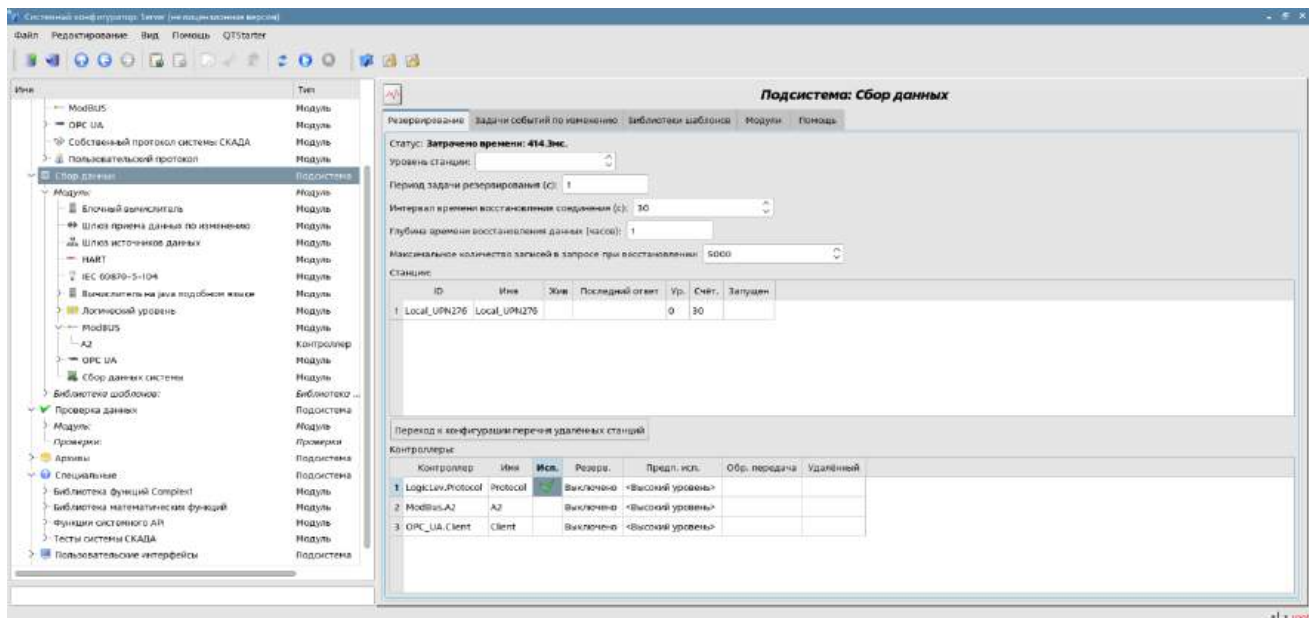 Системный конфигуратор: Server (не лицензионная версия)
Файл Редактирование Вид Помощь QTStarter
Имя Тип
ModBUS Модуль
OPC UA Модуль
Собственный протокол системы СКАДА Модуль
Пользовательский протокол Модуль
Сбор данных Подсистема
Модуль: Модуль
Блочный вычислитель Модуль
Шлюз приема данных по изменению Модуль
Шлюз источников данных Модуль
HART Модуль
IEC 60870-5-104 Модуль
Вычислитель на java подобном языке Модуль
Логический уровень Модуль
ModBUS Модуль
A2 Контроллер
OPC UA Модуль
Сбор данных системы Модуль
Библиотека шаблонов: Библиотека ...
Проверка данных Подсистема
Модуль: Модуль
Проверки: Проверки
Архивы Подсистема
Специальные Подсистема
Библиотека функций Complex1 Модуль
Библиотека математических функций Модуль
Функции системного API Модуль
Тесты системы СКАДА Модуль
Пользовательские интерфейсы Подсистема
Подсистема: Сбор данных
Резервирование Задачи событий по изменению Библиотеки шаблонов Модули Помощь
Статус: Затрачено времени: 414.3мс.
Уровень станции:
Период задачи резервирования (с): 1
Интервал времени восстановления соединения (с): 30
Глубина времени восстановления данных (часов): 1
Максимальное количество записей в запросе при восстановлении: 5000
Станции:
ID Имя Жив Последний ответ Ур. Счёт. Запущен
1 Local_UPN276 Local_UPN276 0 30
Переход к конфигурации перечня удалённых станций
Контроллеры:
Контроллер Имя Исп. Резерв. Предп. исп. Обр. передача Удалённый
1 LogicLev.Protocol Protocol Выключено <Высокий уровень>
2 ModBus.A2 A2 Выключено <Высокий уровень>
3 OPC_UA.Client Client Выключено <Высокий уровень>